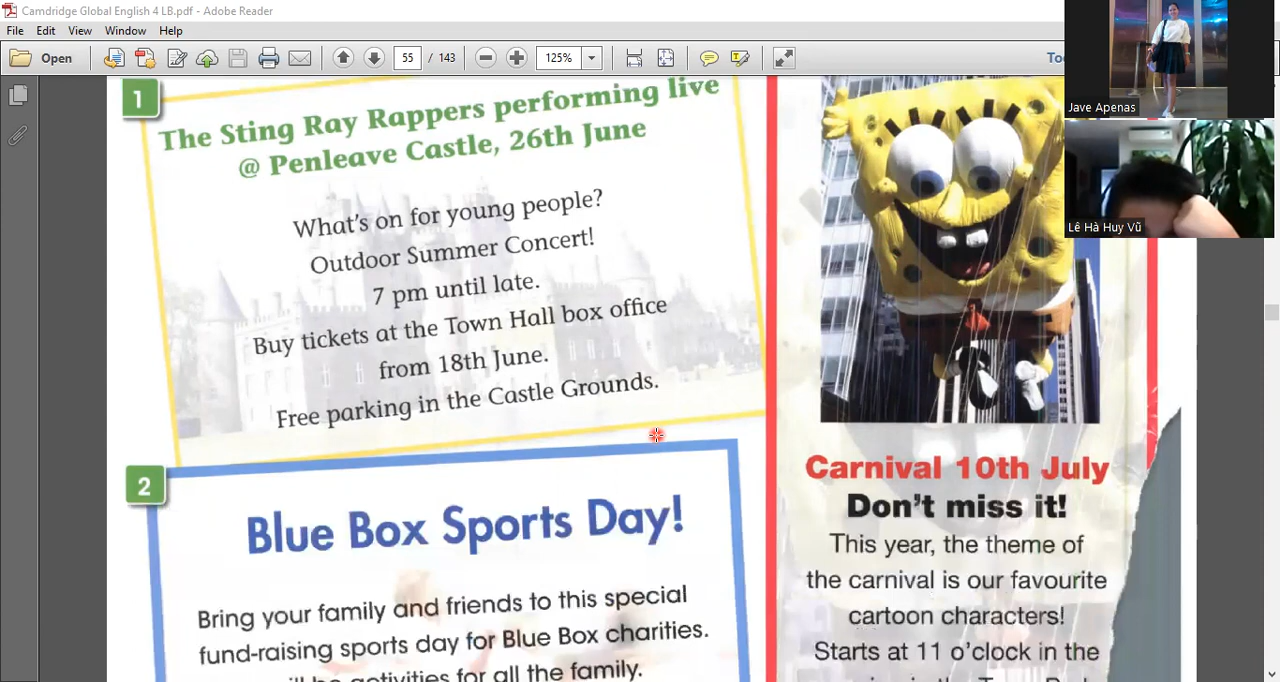 Camdridge Global English 4 LB.pdf - Adobe Reader
File Edit View Window Help
Open
55 / 143
125%
Jave Apenas
Lê Hà Huy Vũ
1
The Sting Ray Rappers performing live
@ Penleave Castle, 26th June
What's on for young people?
Outdoor Summer Concert!
7 pm until late.
Buy tickets at the Town Hall box office
from 18th June.
Free parking in the Castle Grounds.
2
Blue Box Sports Day!
Bring your family and friends to this special
fund-raising sports day for Blue Box charities.
activities for all the family.
Carnival 10th July
Don't miss it!
This year, the theme of
the carnival is our favourite
cartoon characters!
Starts at 11 o'clock in the